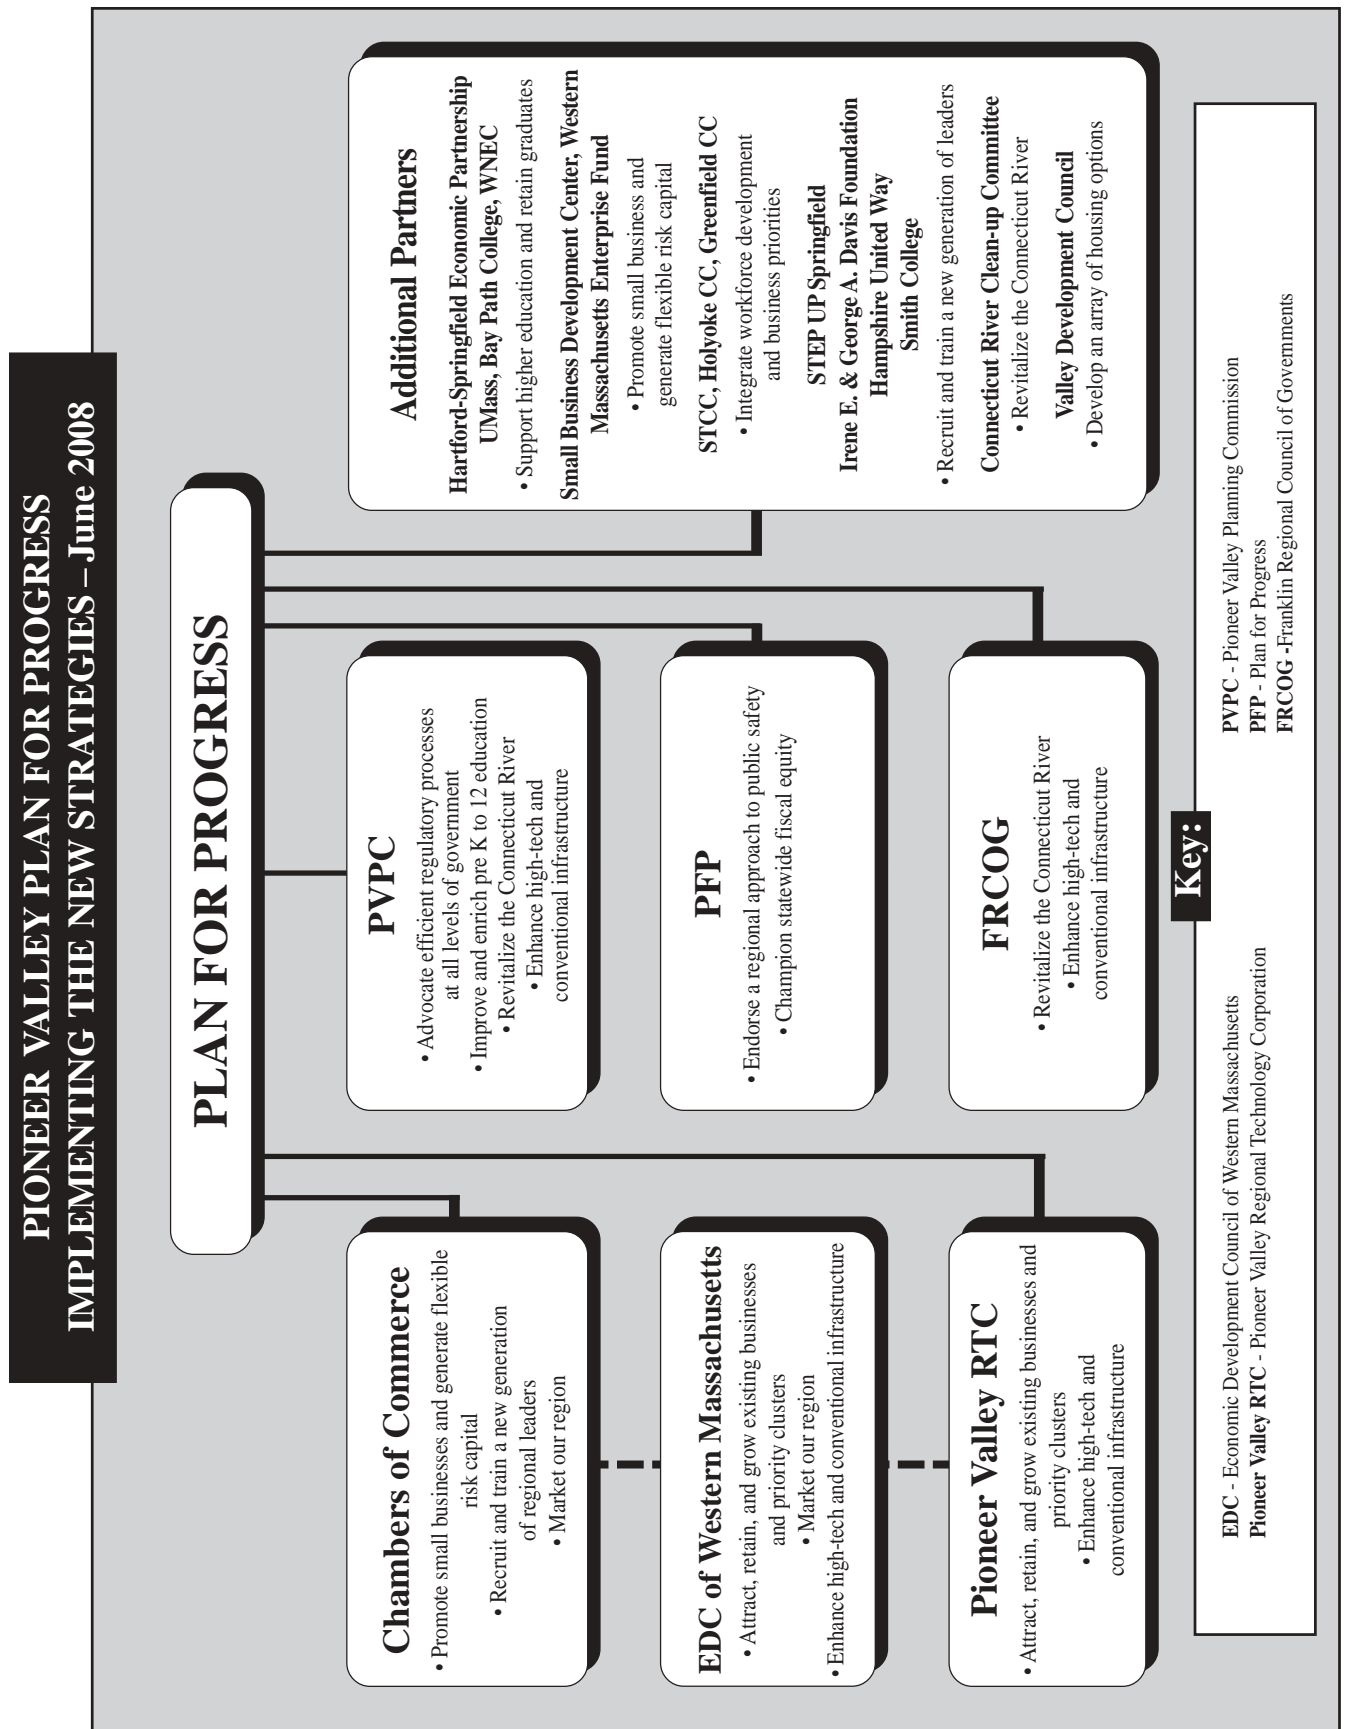 PIONEER VALLEY PLAN FOR PROGRESS
IMPLEMENTING THE NEW STRATEGIES – June 2008
PLAN FOR PROGRESS
Chambers of Commerce
• Promote small businesses and generate flexible
risk capital
• Recruit and train a new generation
of regional leaders
• Market our region
EDC of Western Massachusetts
• Attract, retain, and grow existing businesses
and priority clusters
• Market our region
• Enhance high-tech and conventional infrastructure
Pioneer Valley RTC
• Attract, retain, and grow existing businesses and
priority clusters
• Enhance high-tech and
conventional infrastructure
PVPC
• Advocate efficient regulatory processes
at all levels of government
• Improve and enrich pre K to 12 education
• Revitalize the Connecticut River
• Enhance high-tech and
conventional infrastructure
PFP
• Endorse a regional approach to public safety
• Champion statewide fiscal equity
FRCOG
• Revitalize the Connecticut River
• Enhance high-tech and
conventional infrastructure
Additional Partners
Hartford-Springfield Economic Partnership
UMass, Bay Path College, WNEC
• Support higher education and retain graduates
Small Business Development Center, Western
Massachusetts Enterprise Fund
• Promote small business and
generate flexible risk capital
STCC, Holyoke CC, Greenfield CC
• Integrate workforce development
and business priorities
STEP UP Springfield
Irene E. & George A. Davis Foundation
Hampshire United Way
Smith College
• Recruit and train a new generation of leaders
Connecticut River Clean-up Committee
• Revitalize the Connecticut River
Valley Development Council
• Develop an array of housing options
Key:
EDC - Economic Development Council of Western Massachusetts
Pioneer Valley RTC - Pioneer Valley Regional Technology Corporation
PVPC - Pioneer Valley Planning Commission
PFP - Plan for Progress
FRCOG -Franklin Regional Council of Governments